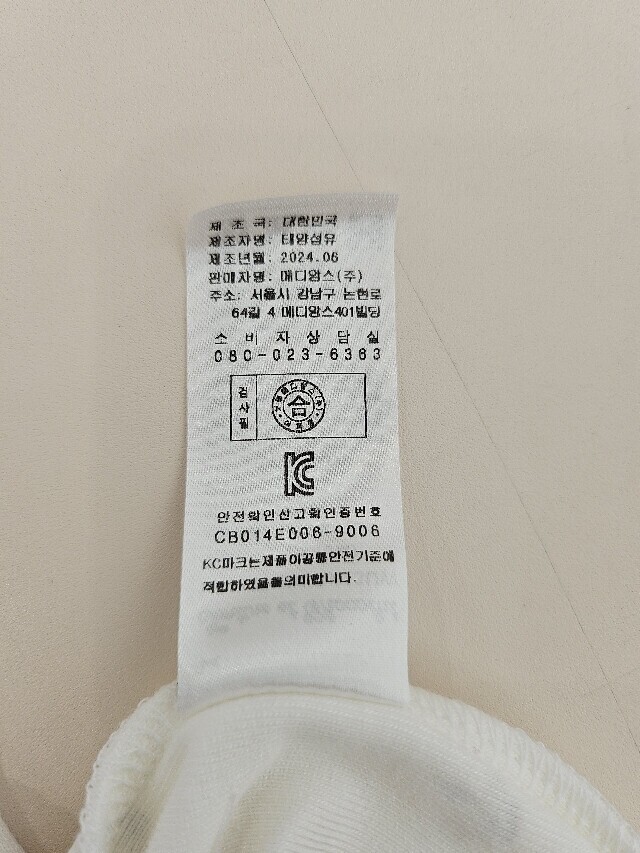 제 조 국: 대한민국
제조자명: 태양섬유
제조년월: 2024.06
판매자명: 메디앙스(주)
주소: 서울시 강남구 논현로
64길 4 메디앙스401빌딩
소 비 자 상 담 실
080-023-6363
검사필
합
KC
안전확인신고확인증번호
CB014E006-9006
KC마크는제품이공통안전기준에
적합하였음을의미합니다.